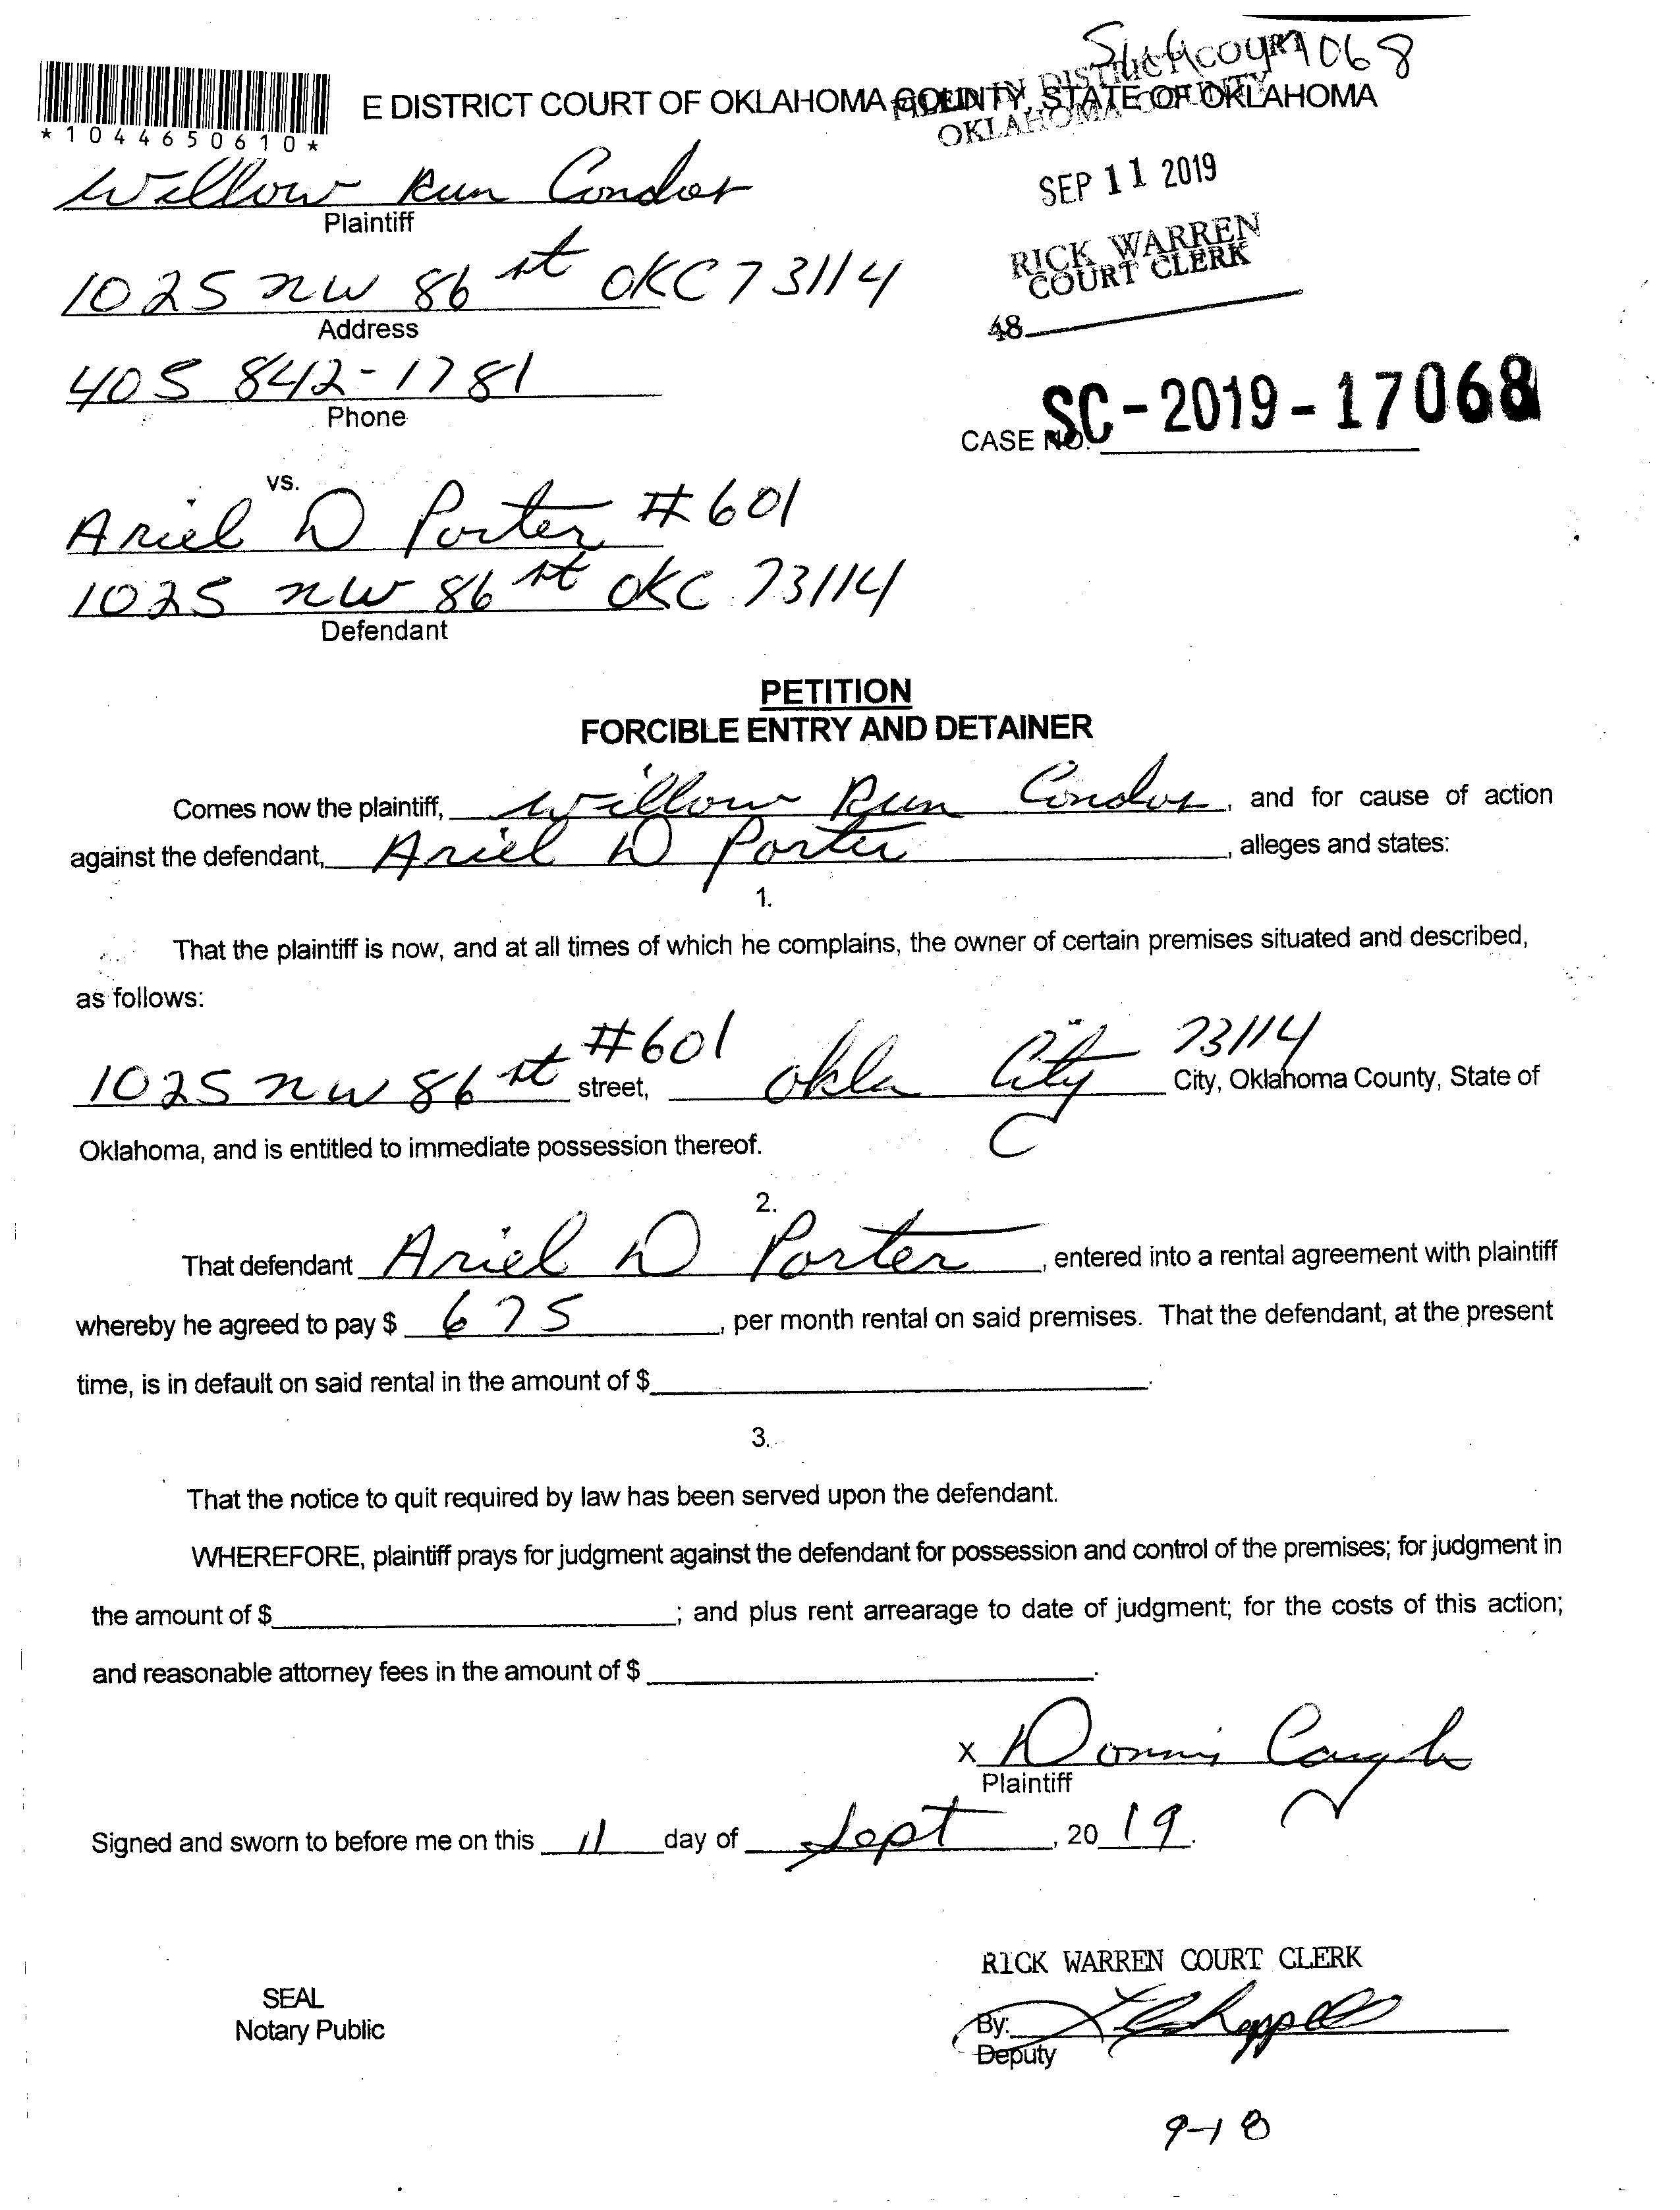 *1044650610*
E DISTRICT COURT OF OKLAHOMA COUNTY, STATE OF OKLAHOMA
OKLAHOMA COUNTY
SEP 11 2019
RICK WARREN
COURT CLERK
48
Willow Run Condos
Plaintiff
1025 NW 86 st OKC 73114
Address
405 842-1781
Phone
CASE NO. SC-2019-17068
vs.
Ariel D Porter #601
1025 NW 86 st OKC 73114
Defendant
PETITION
FORCIBLE ENTRY AND DETAINER
Comes now the plaintiff, Willow Run Condos, and for cause of action
against the defendant, Ariel D Porter, alleges and states:
1.
That the plaintiff is now, and at all times of which he complains, the owner of certain premises situated and described,
as follows:
1025 NW 86 st #601 street, Okla City 73114 City, Oklahoma County, State of
Oklahoma, and is entitled to immediate possession thereof.
2.
That defendant Ariel D Porter, entered into a rental agreement with plaintiff
whereby he agreed to pay $ 675, per month rental on said premises. That the defendant, at the present
time, is in default on said rental in the amount of $ .
3.
That the notice to quit required by law has been served upon the defendant.
WHEREFORE, plaintiff prays for judgment against the defendant for possession and control of the premises; for judgment in
the amount of $ ; and plus rent arrearage to date of judgment; for the costs of this action;
and reasonable attorney fees in the amount of $ .
X
Plaintiff
Signed and sworn to before me on this 11 day of Sept, 20 19.
RICK WARREN COURT CLERK
SEAL
Notary Public
By:
Deputy
9-18